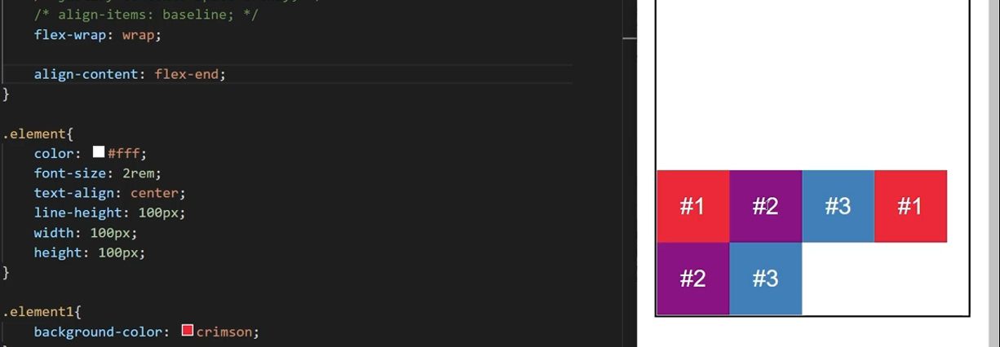 /* align-items: baseline; */
flex-wrap: wrap;
align-content: flex-end;
}
.element{
color: #fff;
font-size: 2rem;
text-align: center;
line-height: 100px;
width: 100px;
height: 100px;
}
.element1{
background-color: crimson;
#1 #2 #3 #1
#2 #3